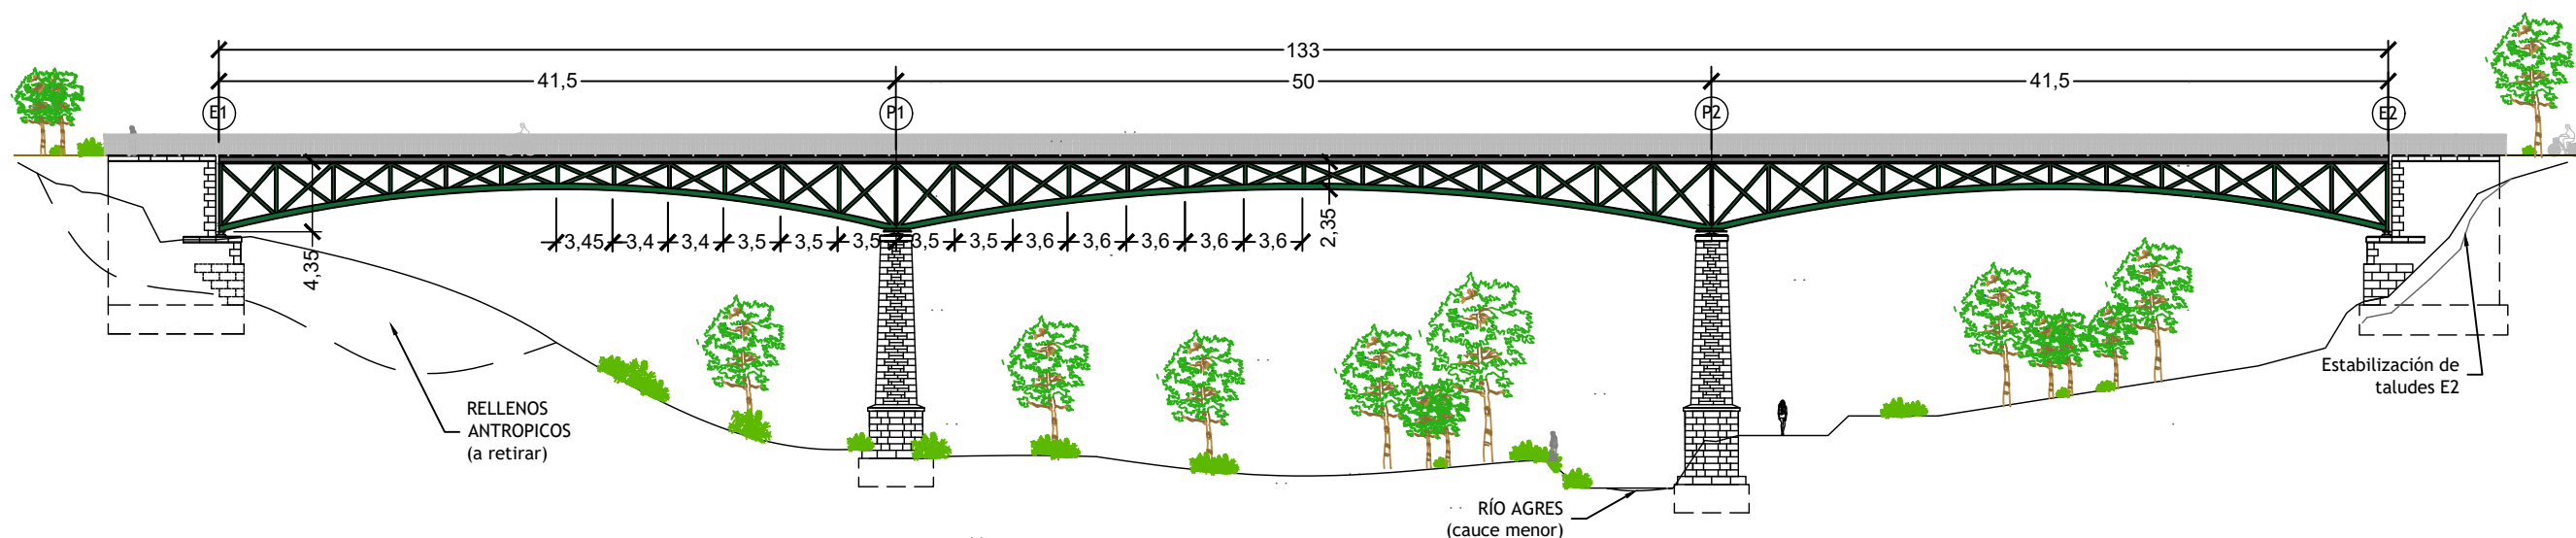 133
41,5
50
41,5
E1
P1
P2
E2
3,45
3,4
3,4
3,5
3,5
3,5
3,5
3,5
3,6
3,6
3,6
3,6
3,6
2,35
4,35
RELLENOS
ANTROPICOS
(a retirar)
Estabilización de
taludes E2
RÍO AGRES
(cauce menor)